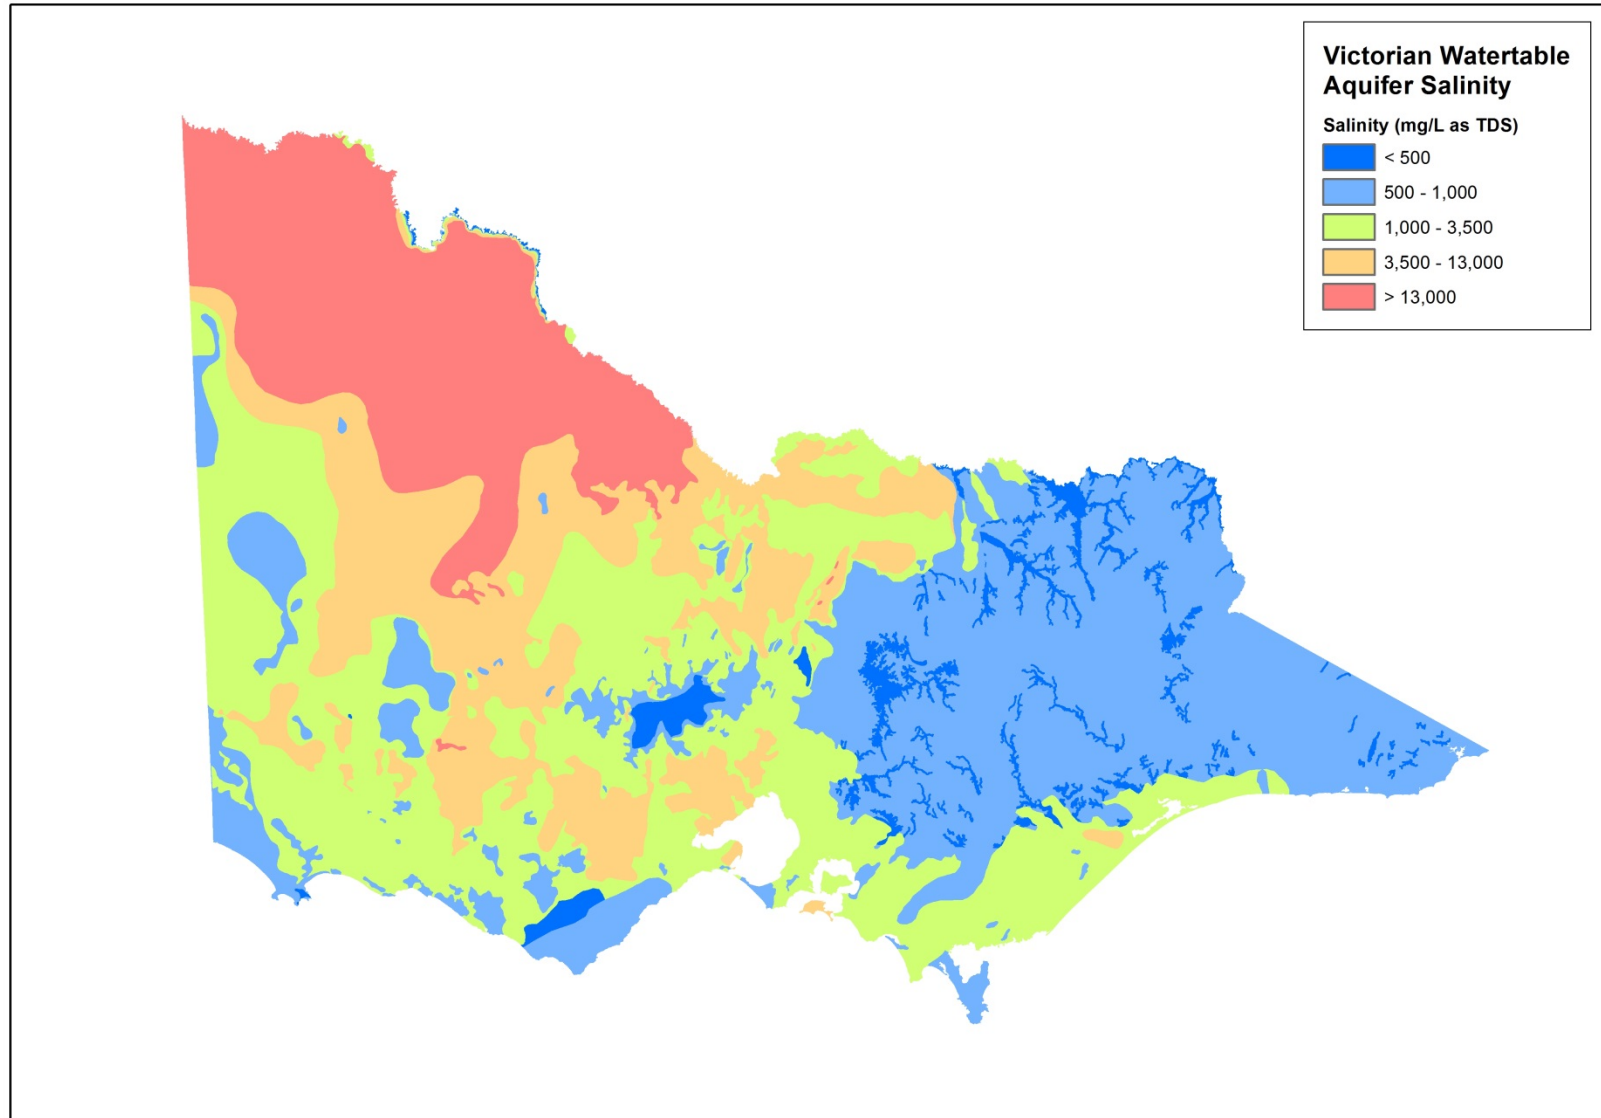 Victorian Watertable
Aquifer Salinity
Salinity (mg/L as TDS)
< 500
500 - 1,000
1,000 - 3,500
3,500 - 13,000
> 13,000